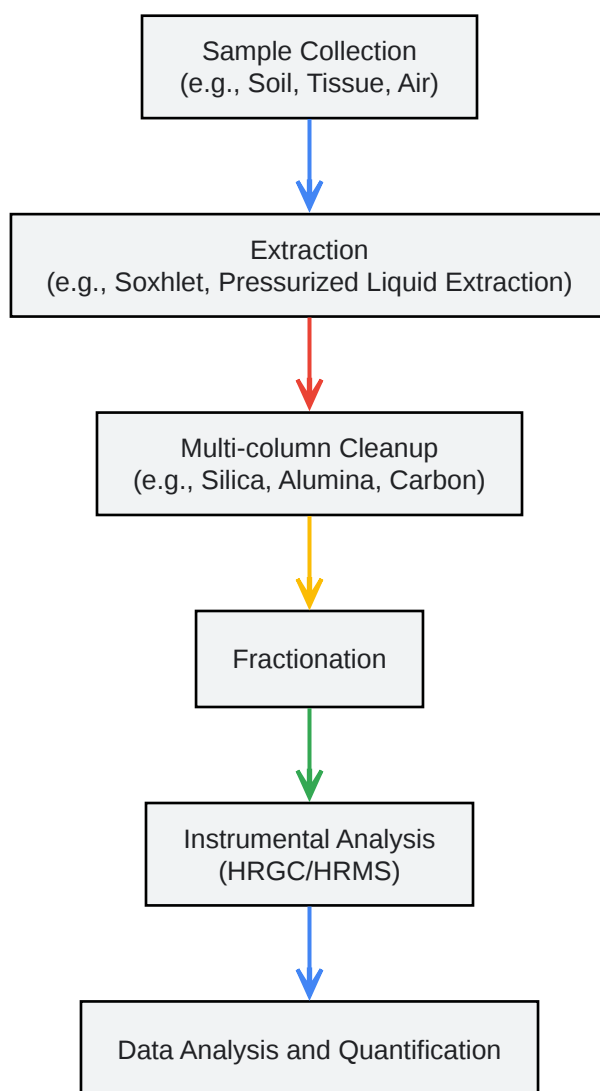 Sample Collection
(e.g., Soil, Tissue, Air)
Extraction
(e.g., Soxhlet, Pressurized Liquid Extraction)
Multi-column Cleanup
(e.g., Silica, Alumina, Carbon)
Fractionation
Instrumental Analysis
(HRGC/HRMS)
Data Analysis and Quantification